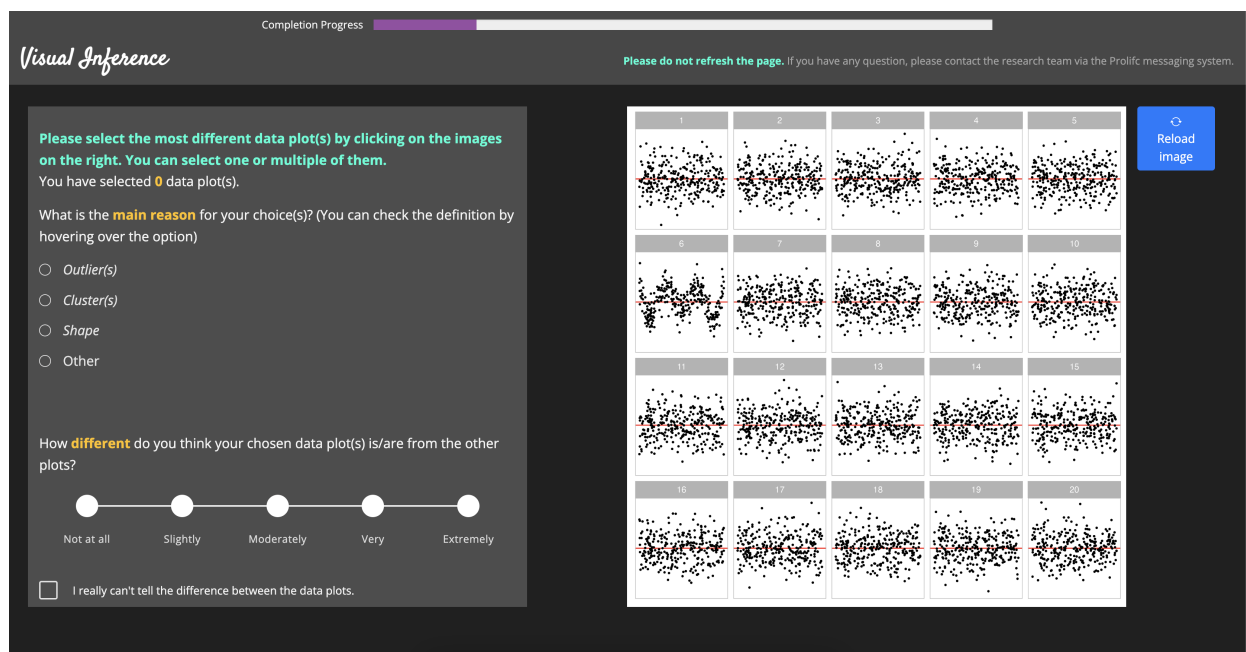 Completion Progress
Visual Inference
Please do not refresh the page. If you have any question, please contact the research team via the Prolifc messaging system.
Please select the most different data plot(s) by clicking on the images
on the right. You can select one or multiple of them.
You have selected 0 data plot(s).
What is the main reason for your choice(s)? (You can check the definition by
hovering over the option)
Outlier(s)
Cluster(s)
Shape
Other
How different do you think your chosen data plot(s) is/are from the other
plots?
Not at all Slightly Moderately Very Extremely
I really can't tell the difference between the data plots.
1 2 3 4 5
6 7 8 9 10
11 12 13 14 15
16 17 18 19 20
Reload
image